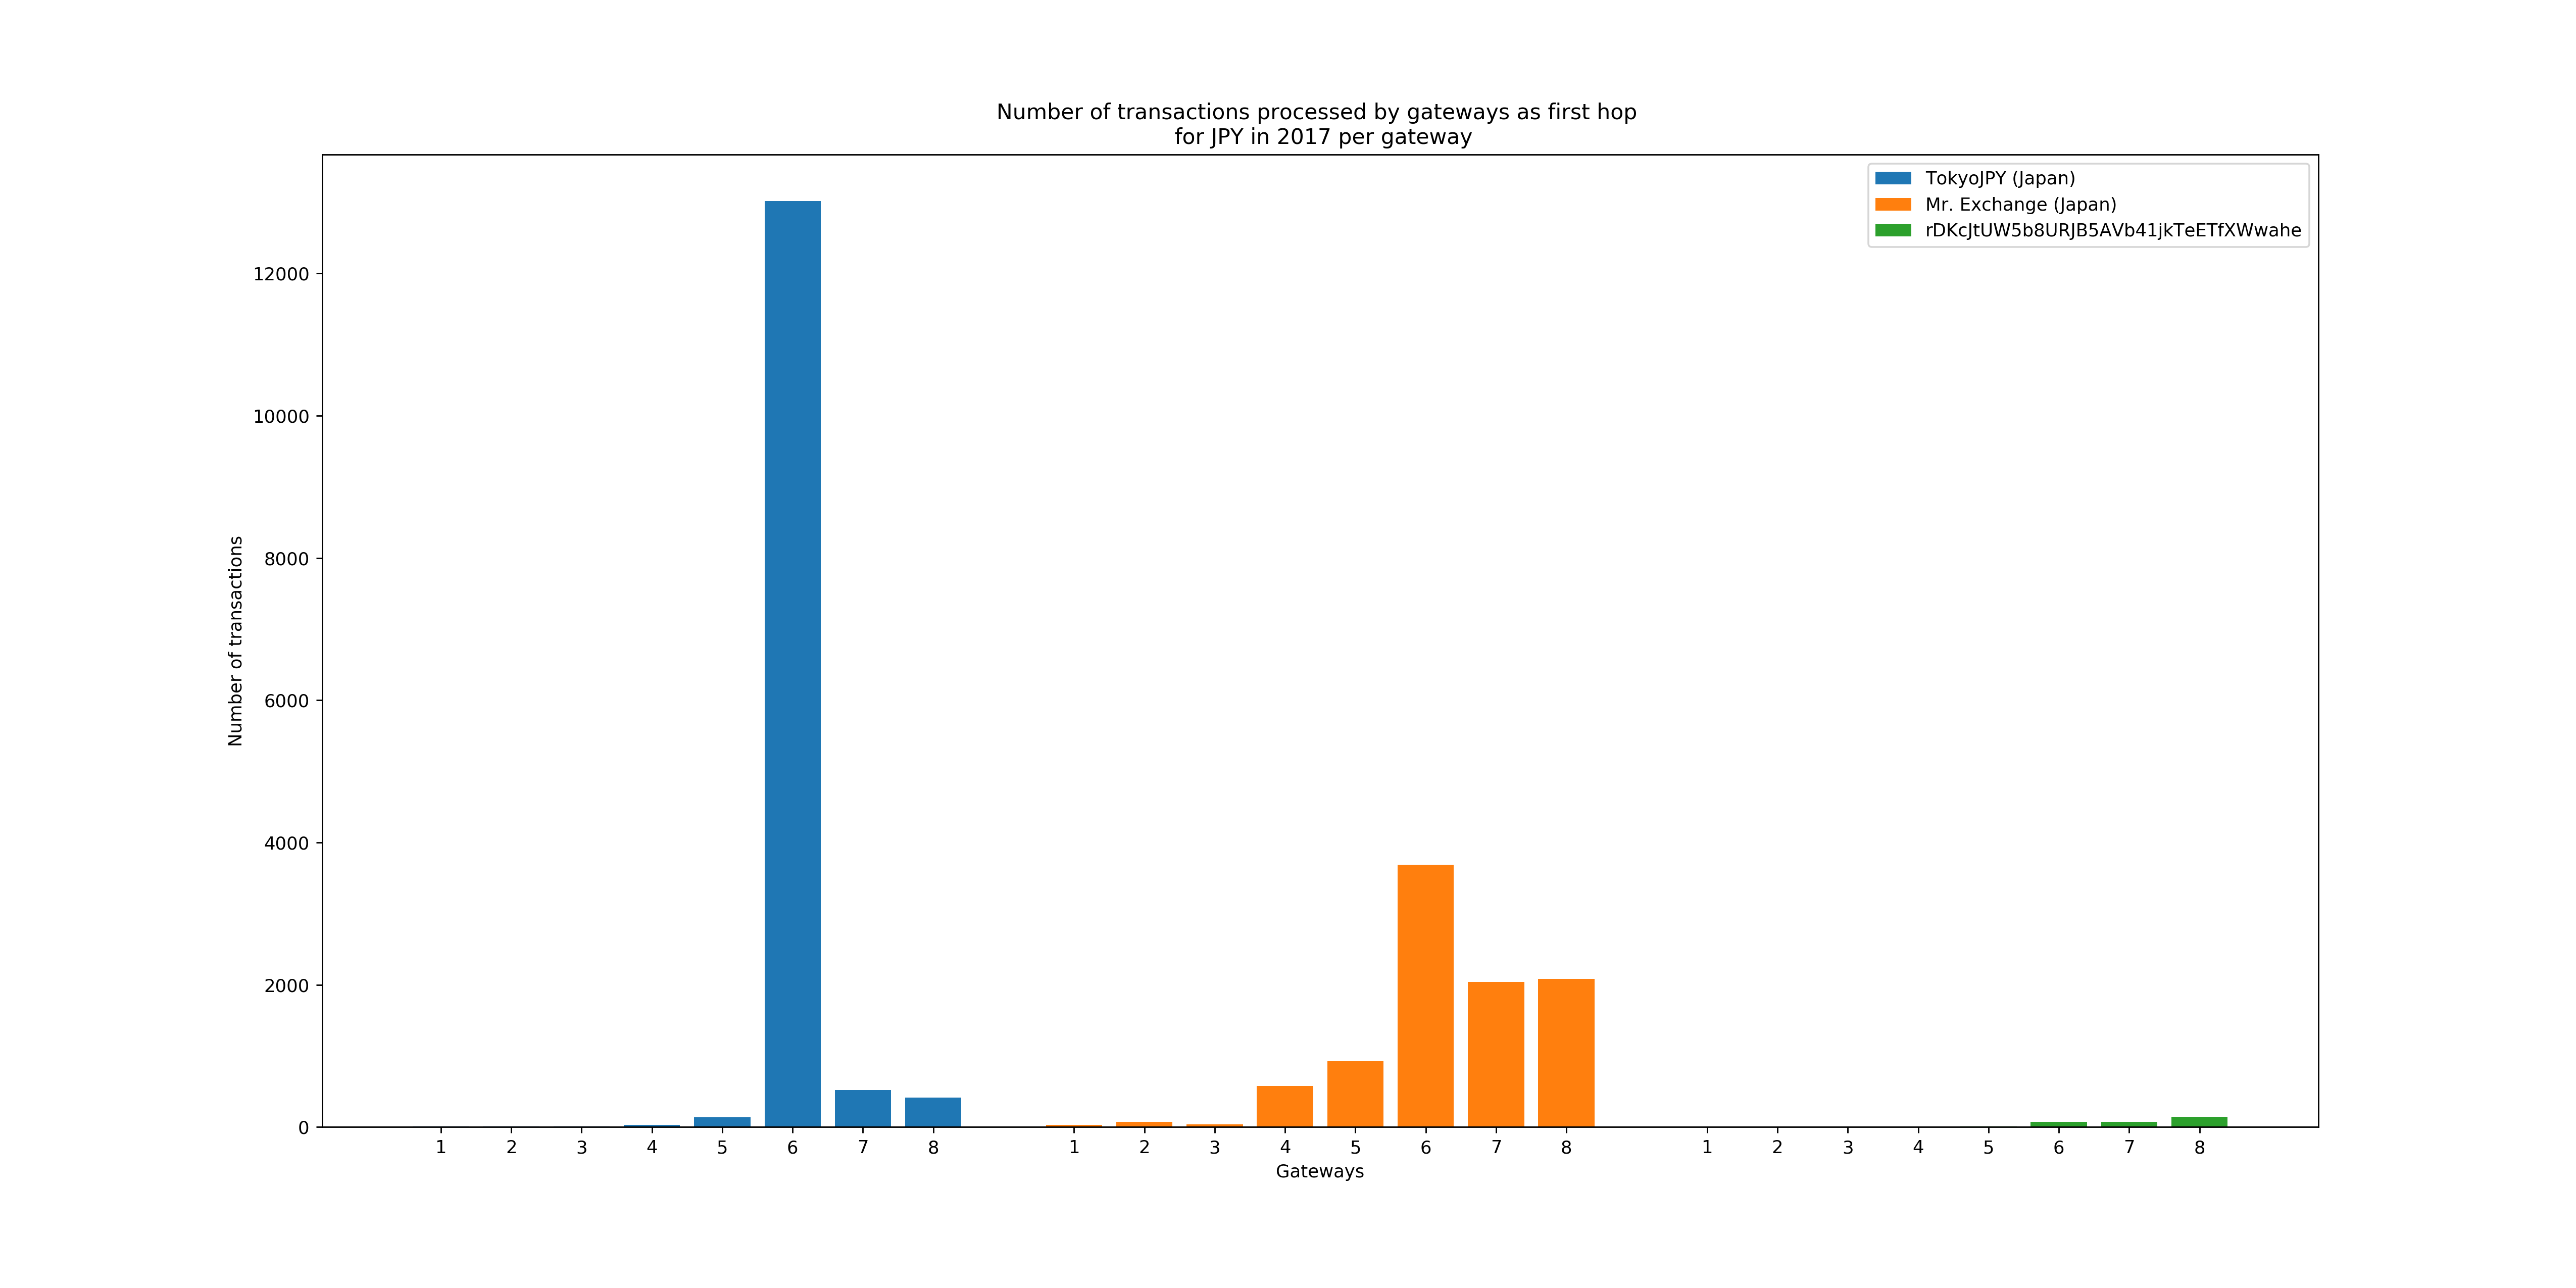 Number of transactions processed by gateways as first hop
for JPY in 2017 per gateway
TokyoJPY (Japan)
Mr. Exchange (Japan)
rDKcJtUW5b8URJB5AVb41jkTeETfXWwahe
12000
10000
8000
6000
4000
2000
0
Number of transactions
1 2 3 4 5 6 7 8 1 2 3 4 5 6 7 8 1 2 3 4 5 6 7 8
Gateways